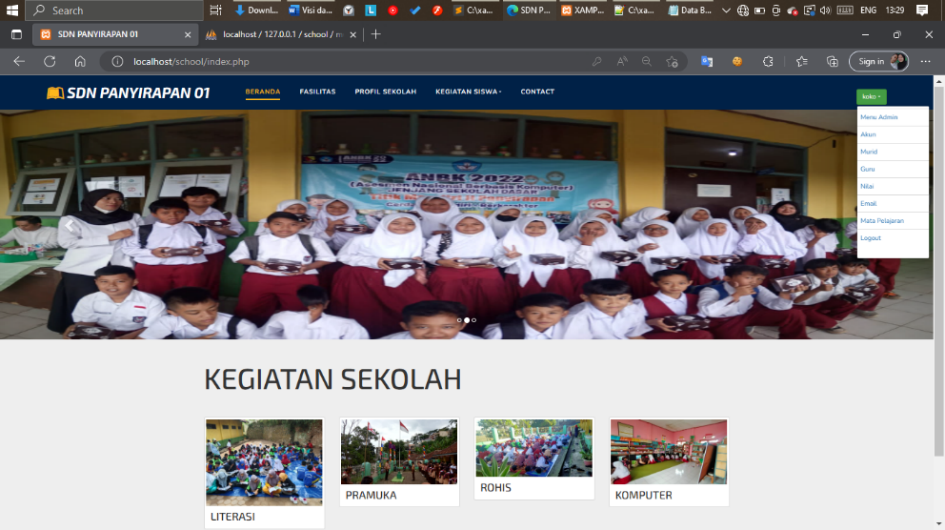 Search
Downl...
Visi da...
C:\xa...
SDN P...
XAMP...
C:\xa...
Data B...
ENG
13:29
SDN PANYIRAPAN 01
localhost / 127.0.0.1 / school / m
localhost/school/index.php
Sign in
SDN PANYIRAPAN 01
BERANDA
FASILITAS
PROFIL SEKOLAH
KEGIATAN SISWA
CONTACT
koko
Menu Admin
Akun
Murid
Guru
Nilai
Email
Mata Pelajaran
Logout
ANBK 2022
(Asesmen Nasional Berbasis Komputer)
JENJANG SEKOLAH DASAR
KEGIATAN SEKOLAH
LITERASI
PRAMUKA
ROHIS
KOMPUTER